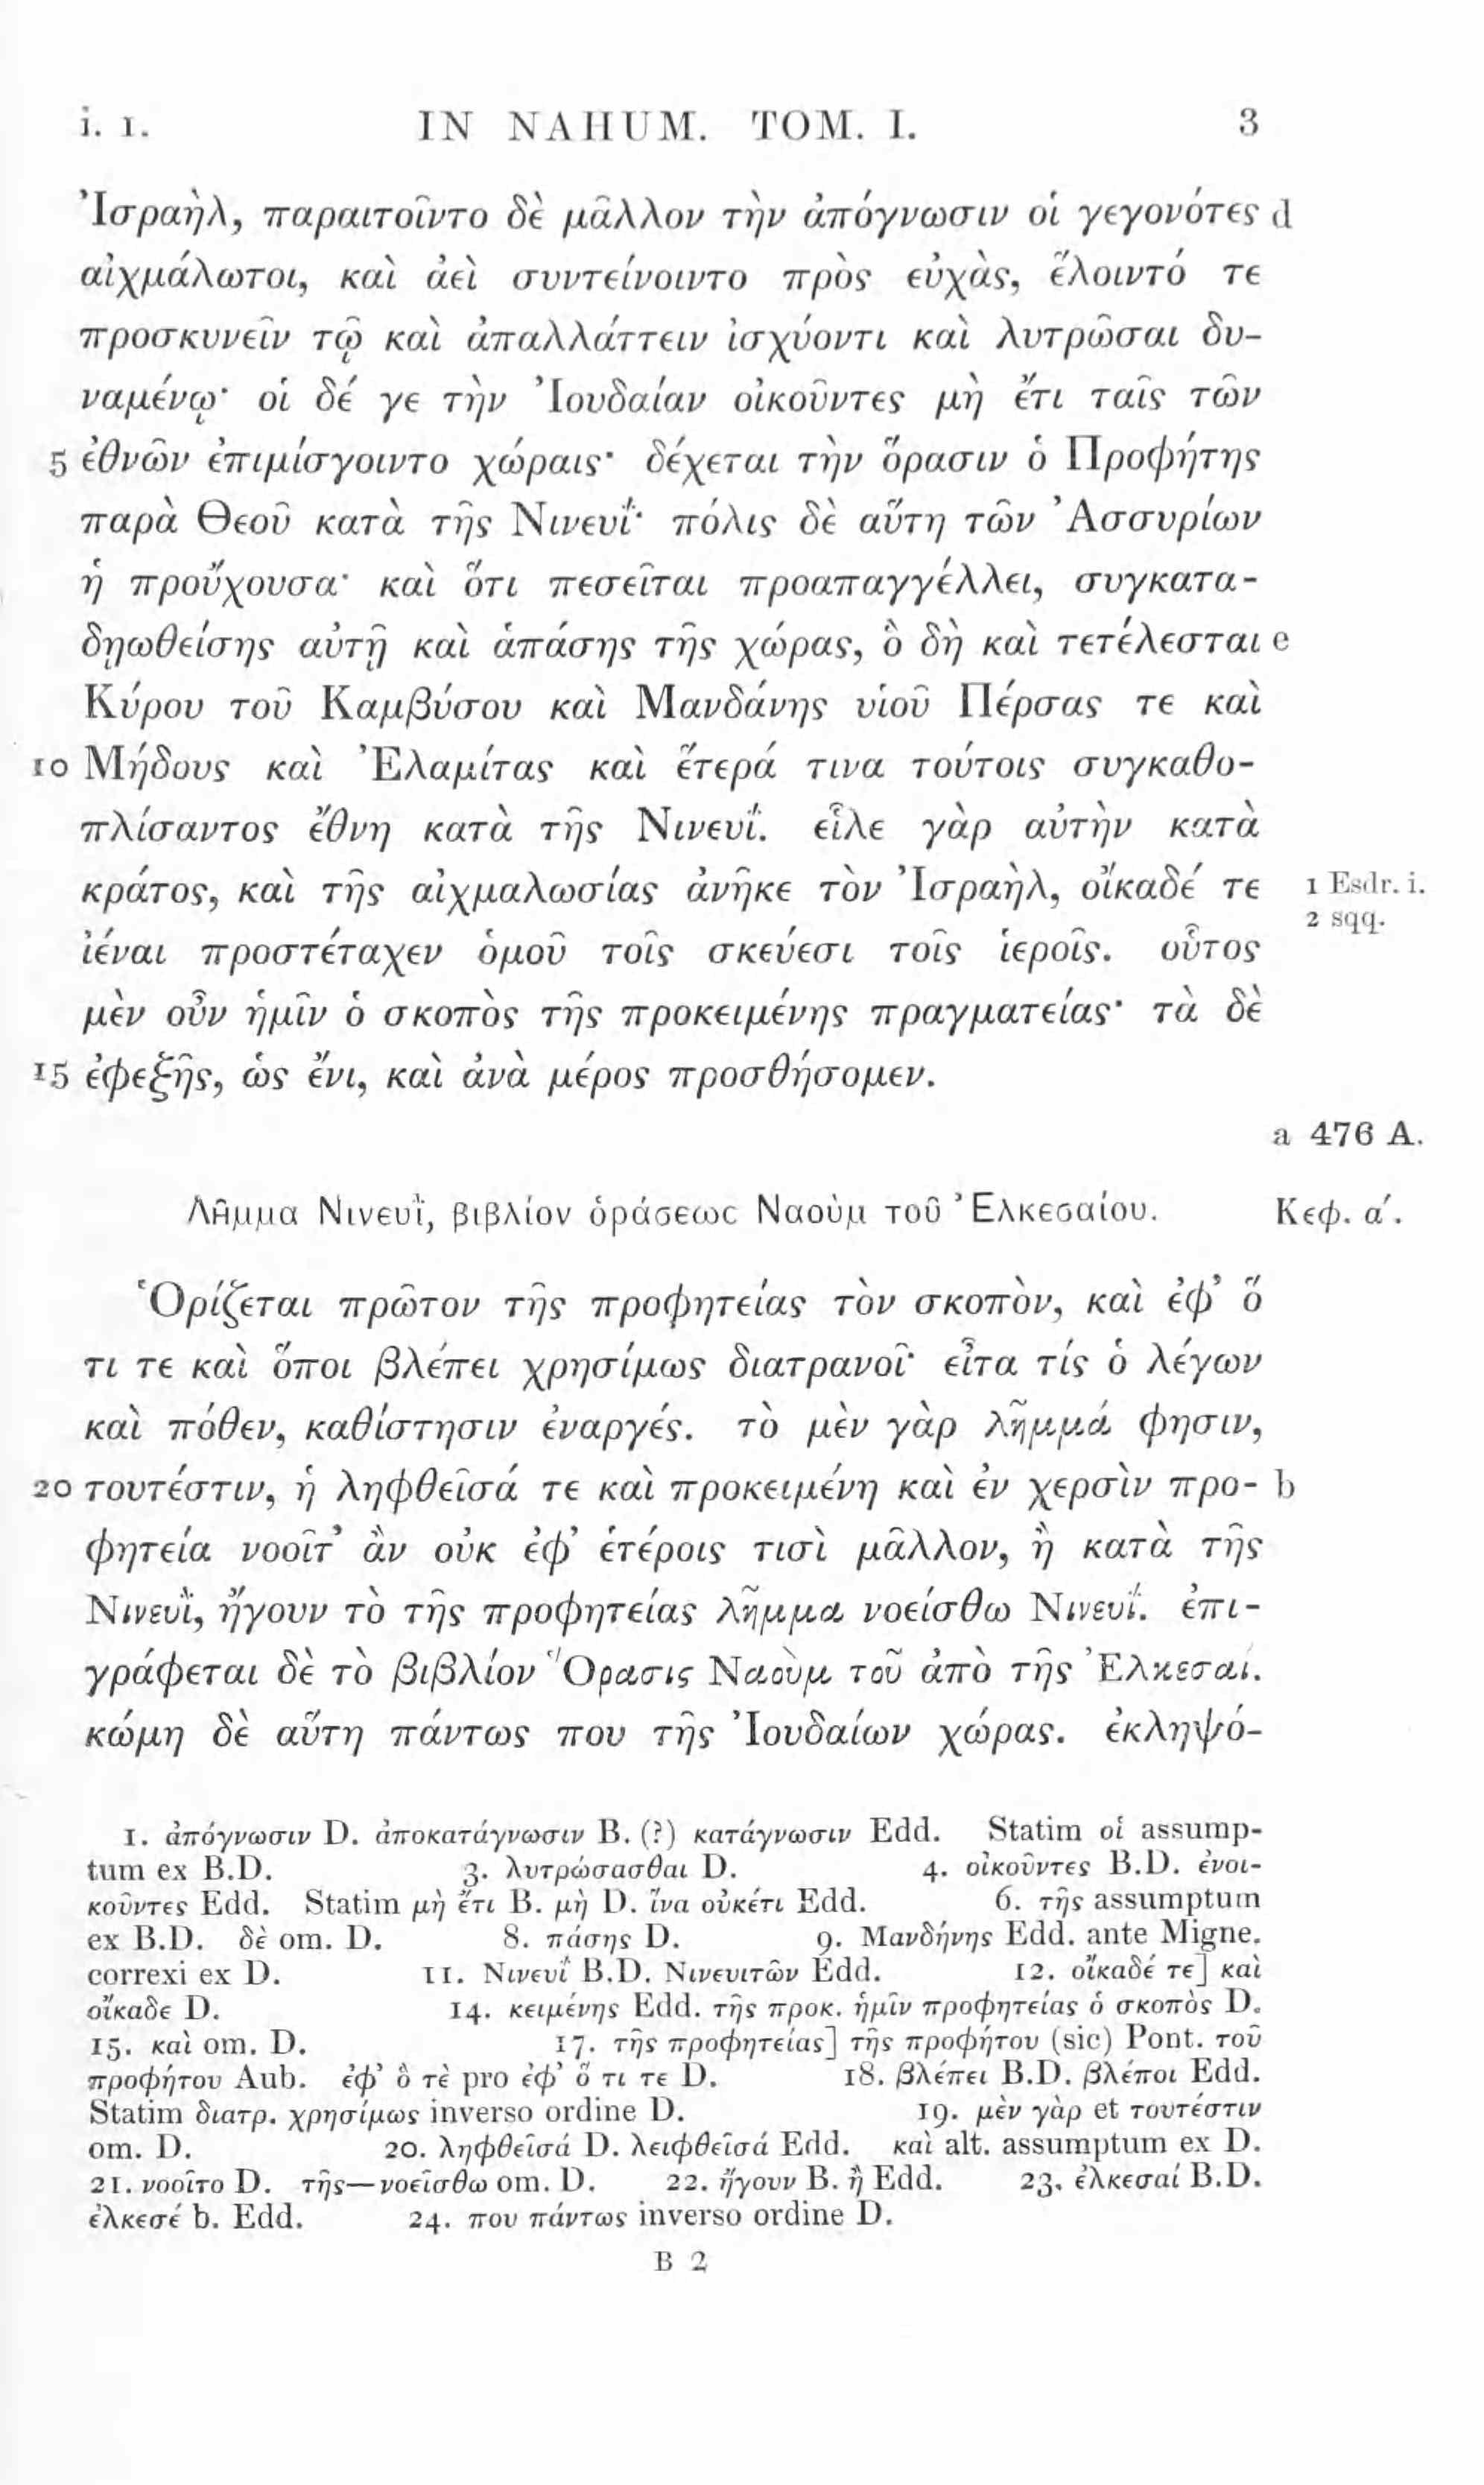 i. 1. IN NAHUM. TOM. I. 3
Ἰσραὴλ, παραιτοῖντο δὲ μᾶλλον τὴν ἀπόγνωσιν οἱ γεγονότες d
αἰχμάλωτοι, καὶ ἀεὶ συντείνοιντο πρὸς εὐχὰς, ἕλοιντό τε
προσκυνεῖν τῷ καὶ ἀπαλλάττειν ἰσχύοντι καὶ λυτρῶσαι δυ-
ναμένῳ· οἱ δέ γε τὴν Ἰουδαίαν οἰκοῦντες μὴ ἔτι ταῖς τῶν
5 ἐθνῶν ἐπιμίσγοιντο χώραις· δέχεται τὴν ὅρασιν ὁ Προφήτης
παρὰ Θεοῦ κατὰ τῆς Νινευΐ· πόλις δὲ αὕτη τῶν Ἀσσυρίων
ἡ προὔχουσα· καὶ ὅτι πεσεῖται προαπαγγέλλει, συγκατα-
δῃωθείσης αὐτῇ καὶ ἁπάσης τῆς χώρας, ὃ δὴ καὶ τετέλεσται e
Κύρου τοῦ Καμβύσου καὶ Μανδάνης υἱοῦ Πέρσας τε καὶ
10 Μήδους καὶ Ἐλαμίτας καὶ ἕτερά τινα τούτοις συγκαθο-
πλίσαντος ἔθνη κατὰ τῆς Νινευΐ. εἷλε γὰρ αὐτὴν κατὰ
κράτος, καὶ τῆς αἰχμαλωσίας ἀνῆκε τὸν Ἰσραὴλ, οἴκαδέ τε 1 Esdr. i.
2 sqq.
ἰέναι προστέταχεν ὁμοῦ τοῖς σκεύεσι τοῖς ἱεροῖς. οὗτος
μὲν οὖν ἡμῖν ὁ σκοπὸς τῆς προκειμένης πραγματείας· τὰ δὲ
15 ἐφεξῆς, ὡς ἔνι, καὶ ἀνὰ μέρος προσθήσομεν.
a 476 A.
Λῆμμα Νινευῒ, βιβλίον ὁράσεωc Ναοὺμ τοῦ Ἐλκεσαίου. Κεφ. α΄.
Ὁρίζεται πρῶτον τῆς προφητείας τὸν σκοπὸν, καὶ ἐφ’ ὅ
τι τε καὶ ὅποι βλέπει χρησίμως διατρανοῖ· εἶτα τίς ὁ λέγων
καὶ πόθεν, καθίστησιν ἐναργές. τὸ μὲν γὰρ λῆμμά φησιν,
20 τουτέστιν, ἡ ληφθεῖσά τε καὶ προκειμένη καὶ ἐν χερσὶν προ- b
φητεία νοοῖτ’ ἂν οὐκ ἐφ’ ἑτέροις τισὶ μᾶλλον, ἢ κατὰ τῆς
Νινευῒ, ἤγουν τὸ τῆς προφητείας λῆμμα νοείσθω Νινευΐ. ἐπι-
γράφεται δὲ τὸ βιβλίον Ὅρασις Ναοὺμ τοῦ ἀπὸ τῆς Ἐλκεσαί.
κώμη δὲ αὕτη πάντως που τῆς Ἰουδαίων χώρας. ἐκληψό-
1. ἀπόγνωσιν D. ἀποκατάγνωσιν B. (?) κατάγνωσιν Edd. Statim οἱ assump-
tum ex B.D. 3. λυτρώσασθαι D. 4. οἰκοῦντες B.D. ἐνοι-
κοῦντες Edd. Statim μὴ ἔτι B. μὴ D. ἵνα οὐκέτι Edd. 6. τῆς assumptum
ex B.D. δὲ om. D. 8. πάσης D. 9. Μανδήνης Edd. ante Migne.
correxi ex D. 11. Νινευΐ B.D. Νινευιτῶν Edd. 12. οἴκαδέ τε] καὶ
οἴκαδε D. 14. κειμένης Edd. τῆς προκ. ἡμῖν προφητείας ὁ σκοπὸς D.
15. καὶ om. D. 17. τῆς προφητείας] τῆς προφήτου (sic) Pont. τοῦ
προφήτου Aub. ἐφ’ ὃ τὲ pro ἐφ’ ὅ τι τε D. 18. βλέπει B.D. βλέποι Edd.
Statim διατρ. χρησίμως inverso ordine D. 19. μὲν γὰρ et τουτέστιν
om. D. 20. ληφθεῖσά D. λειφθεῖσά Edd. καὶ alt. assumptum ex D.
21. νοοῖτο D. τῆς—νοεῖσθω om. D. 22. ἤγουν B. ἢ Edd. 23. ἐλκεσαί B.D.
ἐλκεσέ b. Edd. 24. που πάντως inverso ordine D.
B 2